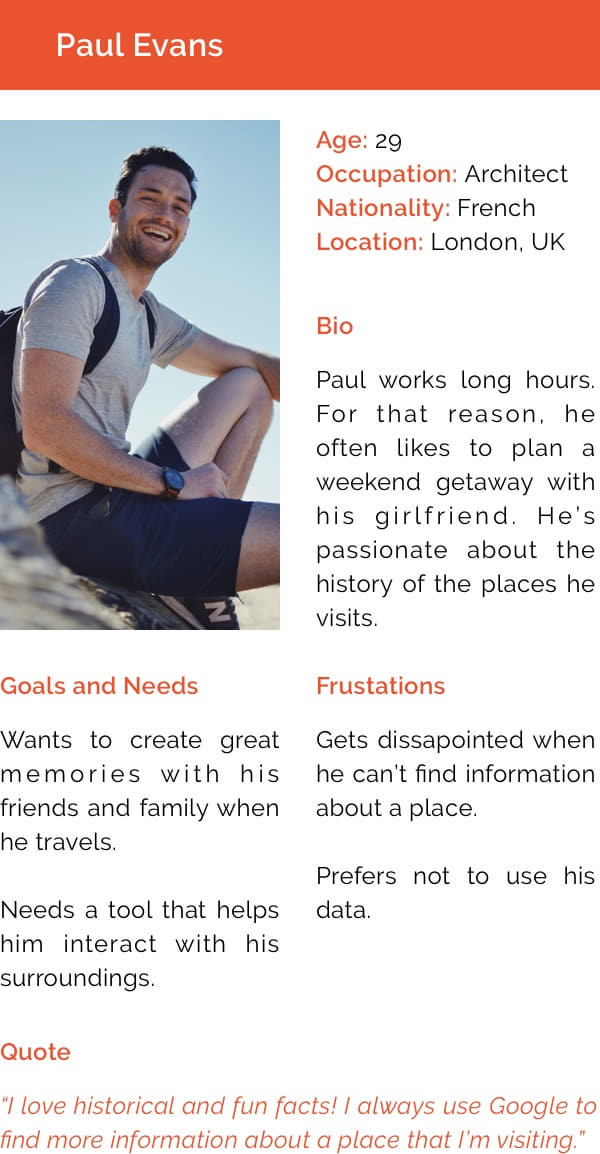 Paul Evans
Age: 29
Occupation: Architect
Nationality: French
Location: London, UK
Bio
Paul works long hours.
For that reason, he
often likes to plan a
weekend getaway with
his girlfriend. He’s
passionate about the
history of the places he
visits.
Goals and Needs
Wants to create great
memories with his
friends and family when
he travels.
Needs a tool that helps
him interact with his
surroundings.
Frustations
Gets dissapointed when
he can’t find information
about a place.
Prefers not to use his
data.
Quote
“I love historical and fun facts! I always use Google to
find more information about a place that I’m visiting.”